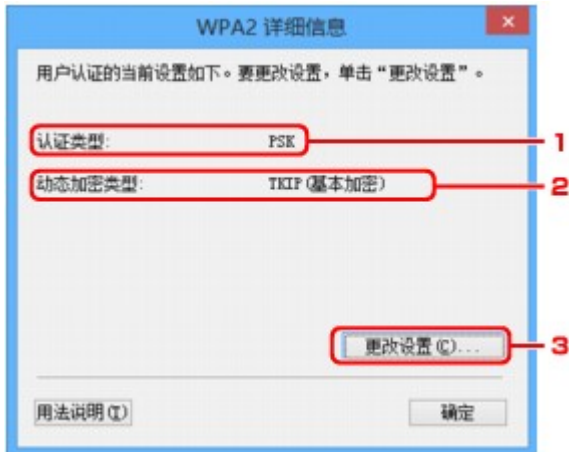 WPA2 详细信息
用户认证的当前设置如下。要更改设置，单击“更改设置”。
认证类型: PSK 1
动态加密类型: TKIP(基本加密) 2
更改设置(C)... 3
用法说明(I) 确定